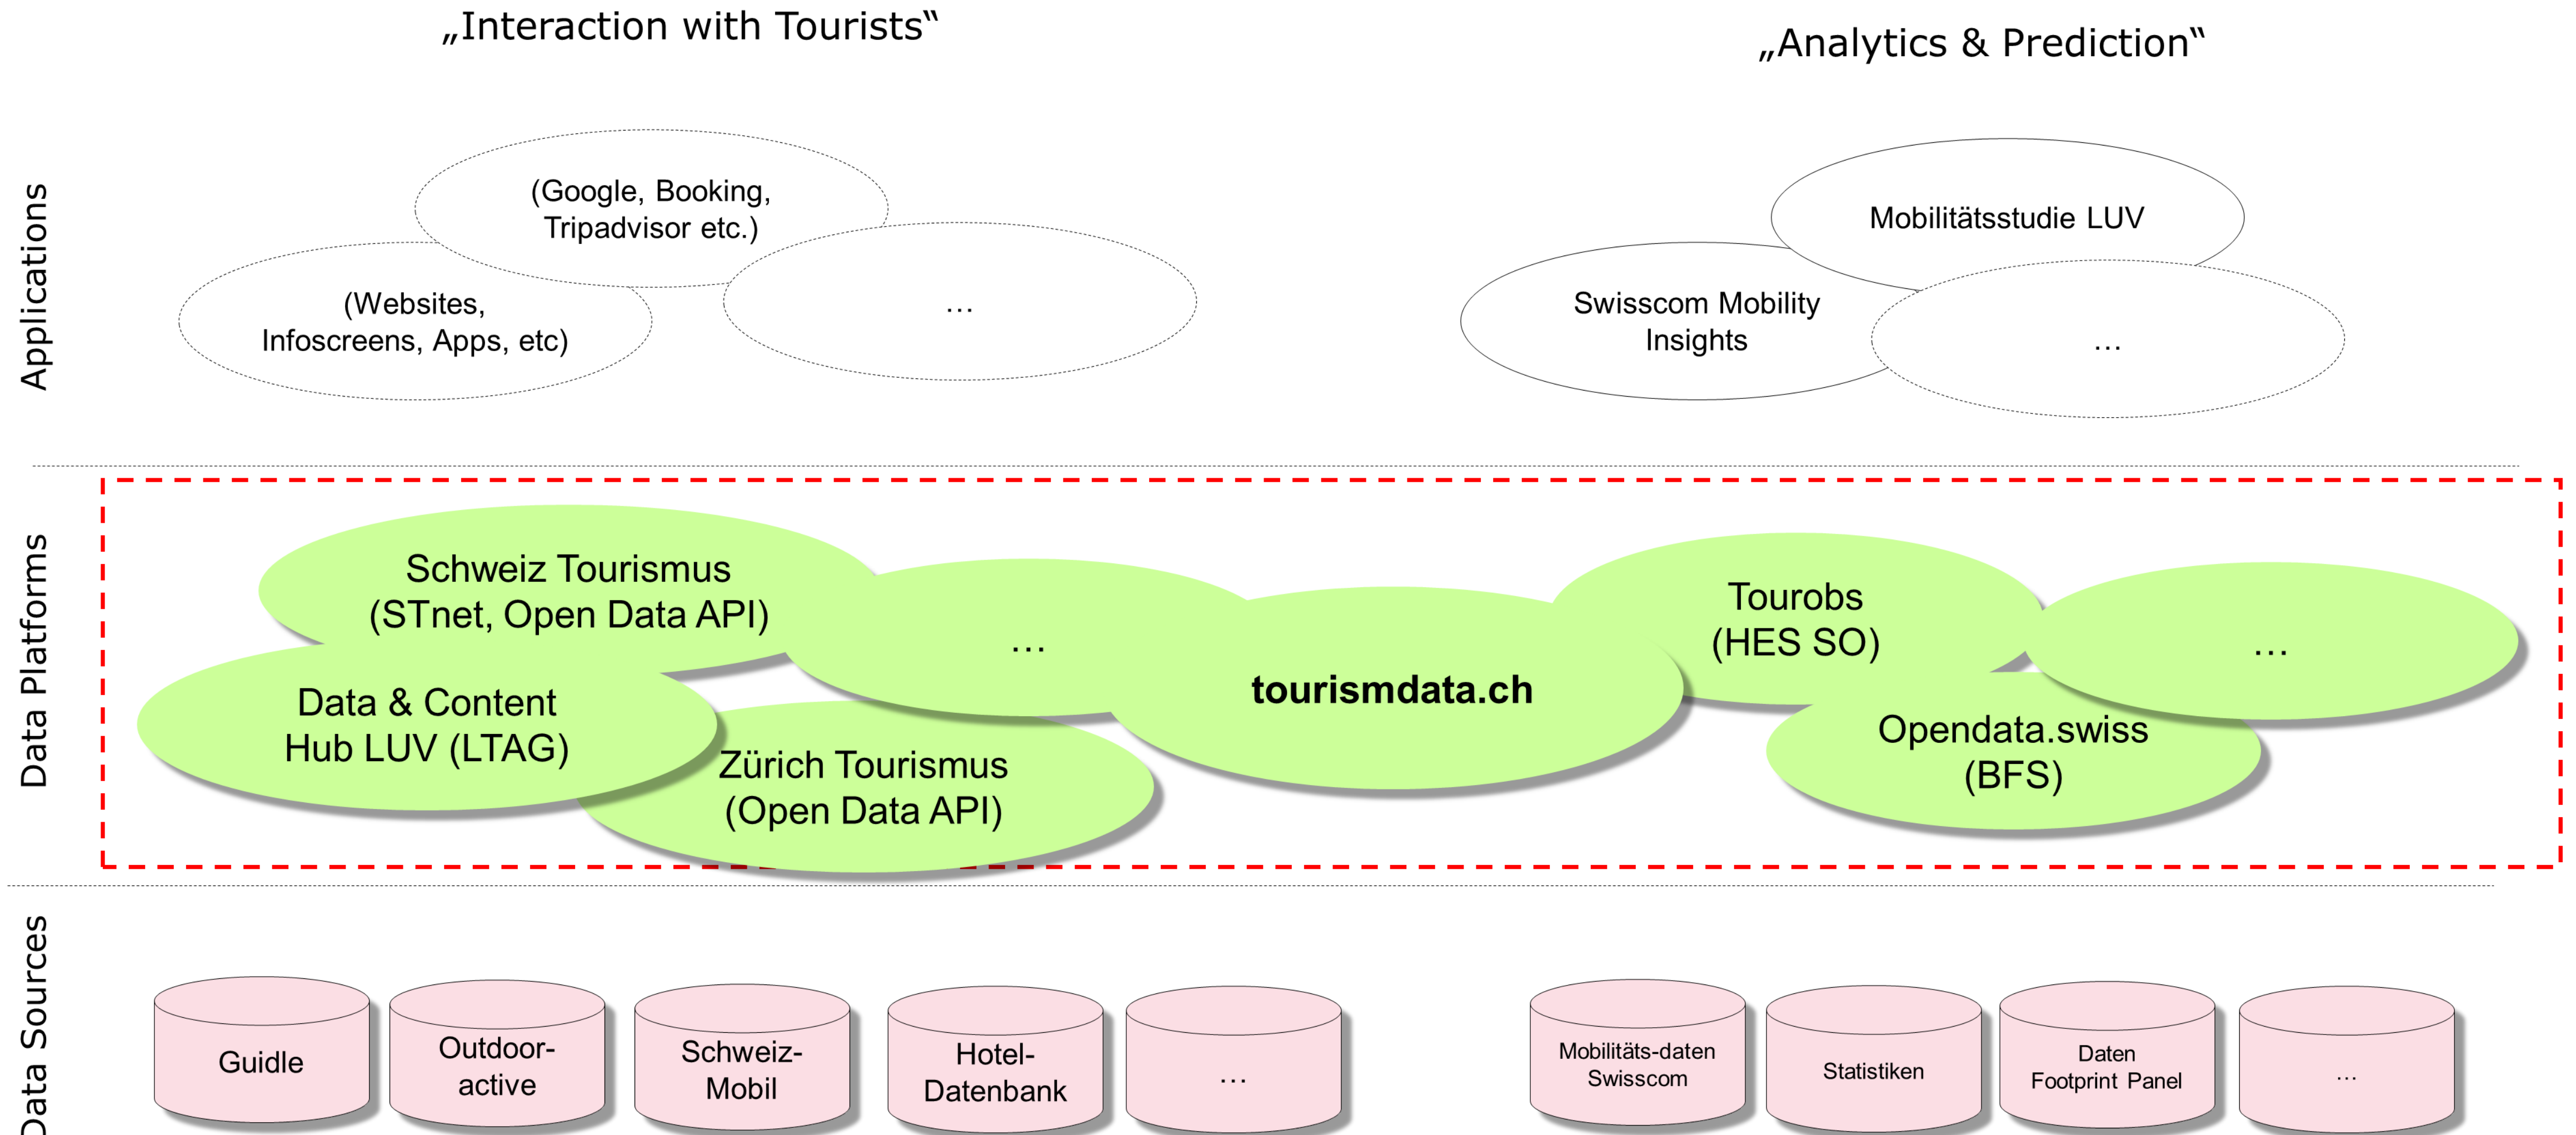 „Interaction with Tourists“
„Analytics & Prediction“
Applications
(Google, Booking,
Tripadvisor etc.)
(Websites,
Infoscreens, Apps, etc)
…
Mobilitätsstudie LUV
Swisscom Mobility
Insights
…
Data Platforms
Schweiz Tourismus
(STnet, Open Data API)
Data & Content
Hub LUV (LTAG)
Zürich Tourismus
(Open Data API)
…
tourismdata.ch
Tourobs
(HES SO)
Opendata.swiss
(BFS)
…
Data Sources
Guidle
Outdoor-
active
Schweiz-
Mobil
Hotel-
Datenbank
…
Mobilitäts-daten
Swisscom
Statistiken
Daten
Footprint Panel
…